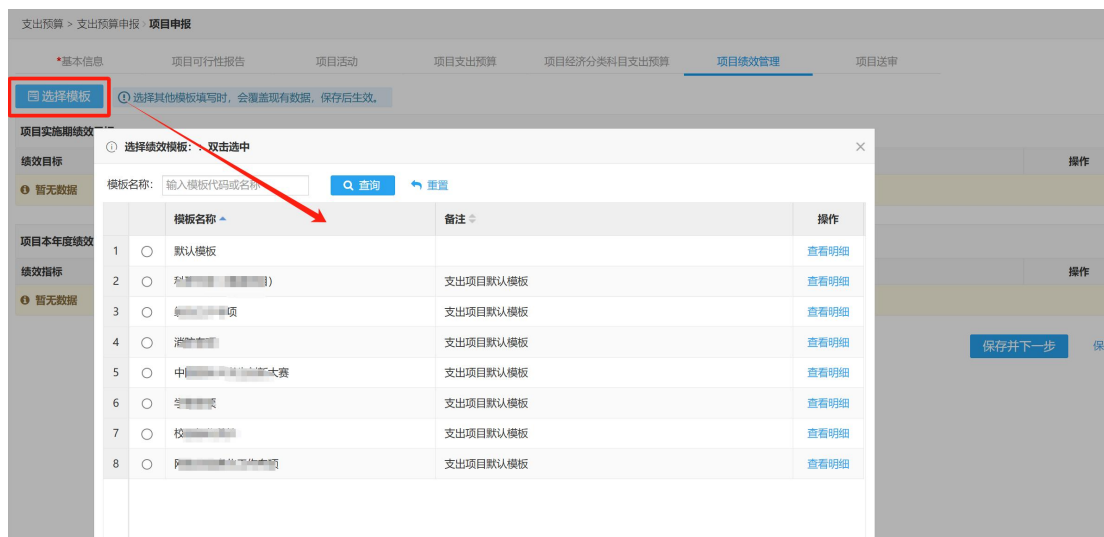 支出预算 > 支出预算申报 > 项目申报
*基本信息 项目可行性报告 项目活动 项目支出预算 项目经济分类科目支出预算 项目绩效管理 项目送审
选择模板 选择其他模板填写时，会覆盖现有数据，保存后生效。
项目实施期绩效
选择绩效模板：：双击选中
绩效目标 操作
模板名称： 输入模板代码或名称 查询 重置
暂无数据
模板名称 备注 操作
项目本年度绩效
1 默认模板 查看明细
绩效指标 操作
2 ) 支出项目默认模板 查看明细
暂无数据
3 项 支出项目默认模板 查看明细
4 支出项目默认模板 查看明细
保存并下一步 保
5 中 大赛 支出项目默认模板 查看明细
6 支出项目默认模板 查看明细
7 校 支出项目默认模板 查看明细
8 支出项目默认模板 查看明细